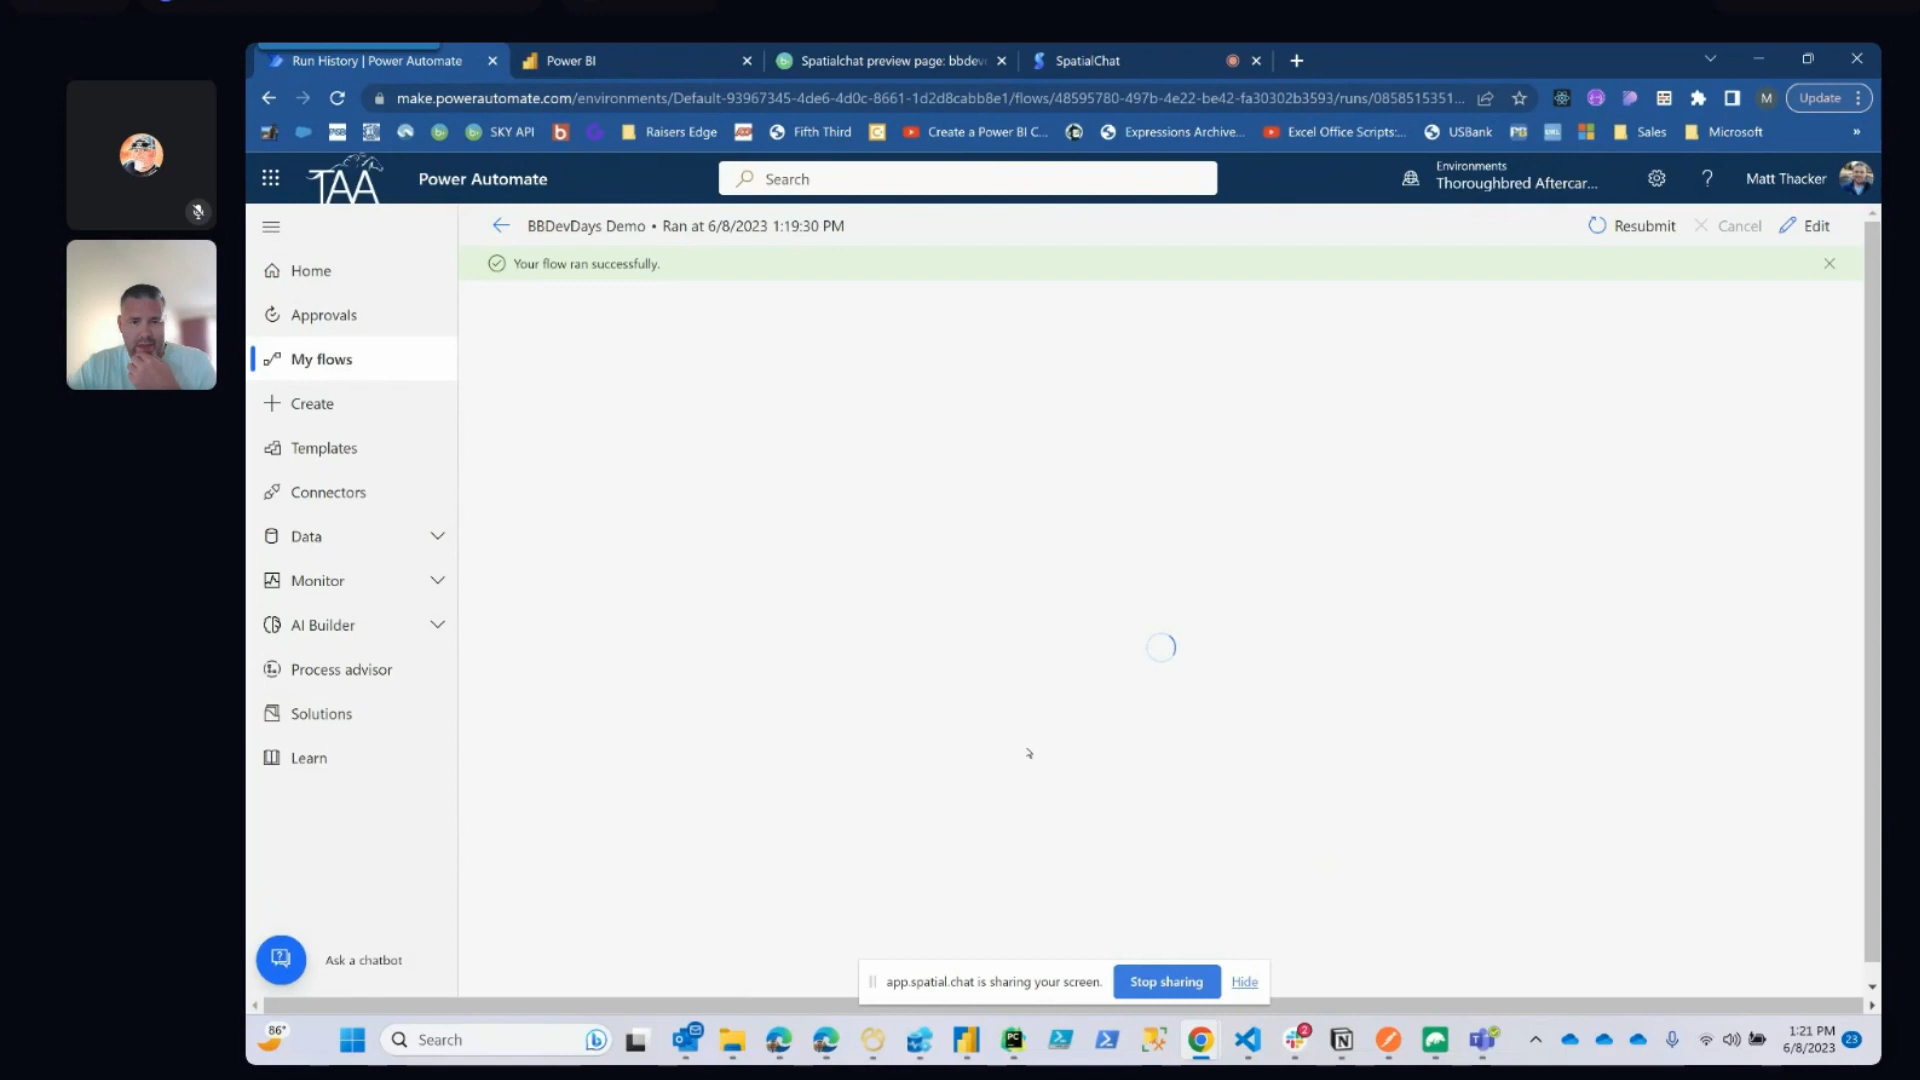 Run History | Power Automate
Power BI
Spatialchat preview page: bbdev
SpatialChat
make.powerautomate.com/environments/Default-93967345-4de6-4d0c-8661-1d2d8cabb8e1/flows/48595780-497b-4e22-be42-fa30302b3593/runs/0858515351...
M
Update
SKY API
Raisers Edge
Fifth Third
Create a Power BI C...
Expressions Archive...
Excel Office Scripts:...
USBank
Sales
Microsoft
»
TAA
Power Automate
Search
Environments
Thoroughbred Aftercar...
?
Matt Thacker
BBDevDays Demo • Ran at 6/8/2023 1:19:30 PM
Resubmit
Cancel
Edit
Your flow ran successfully.
Home
Approvals
My flows
Create
Templates
Connectors
Data
Monitor
AI Builder
Process advisor
Solutions
Learn
Ask a chatbot
app.spatial.chat is sharing your screen.
Stop sharing
Hide
86°
Search
2
1:21 PM
6/8/2023
23